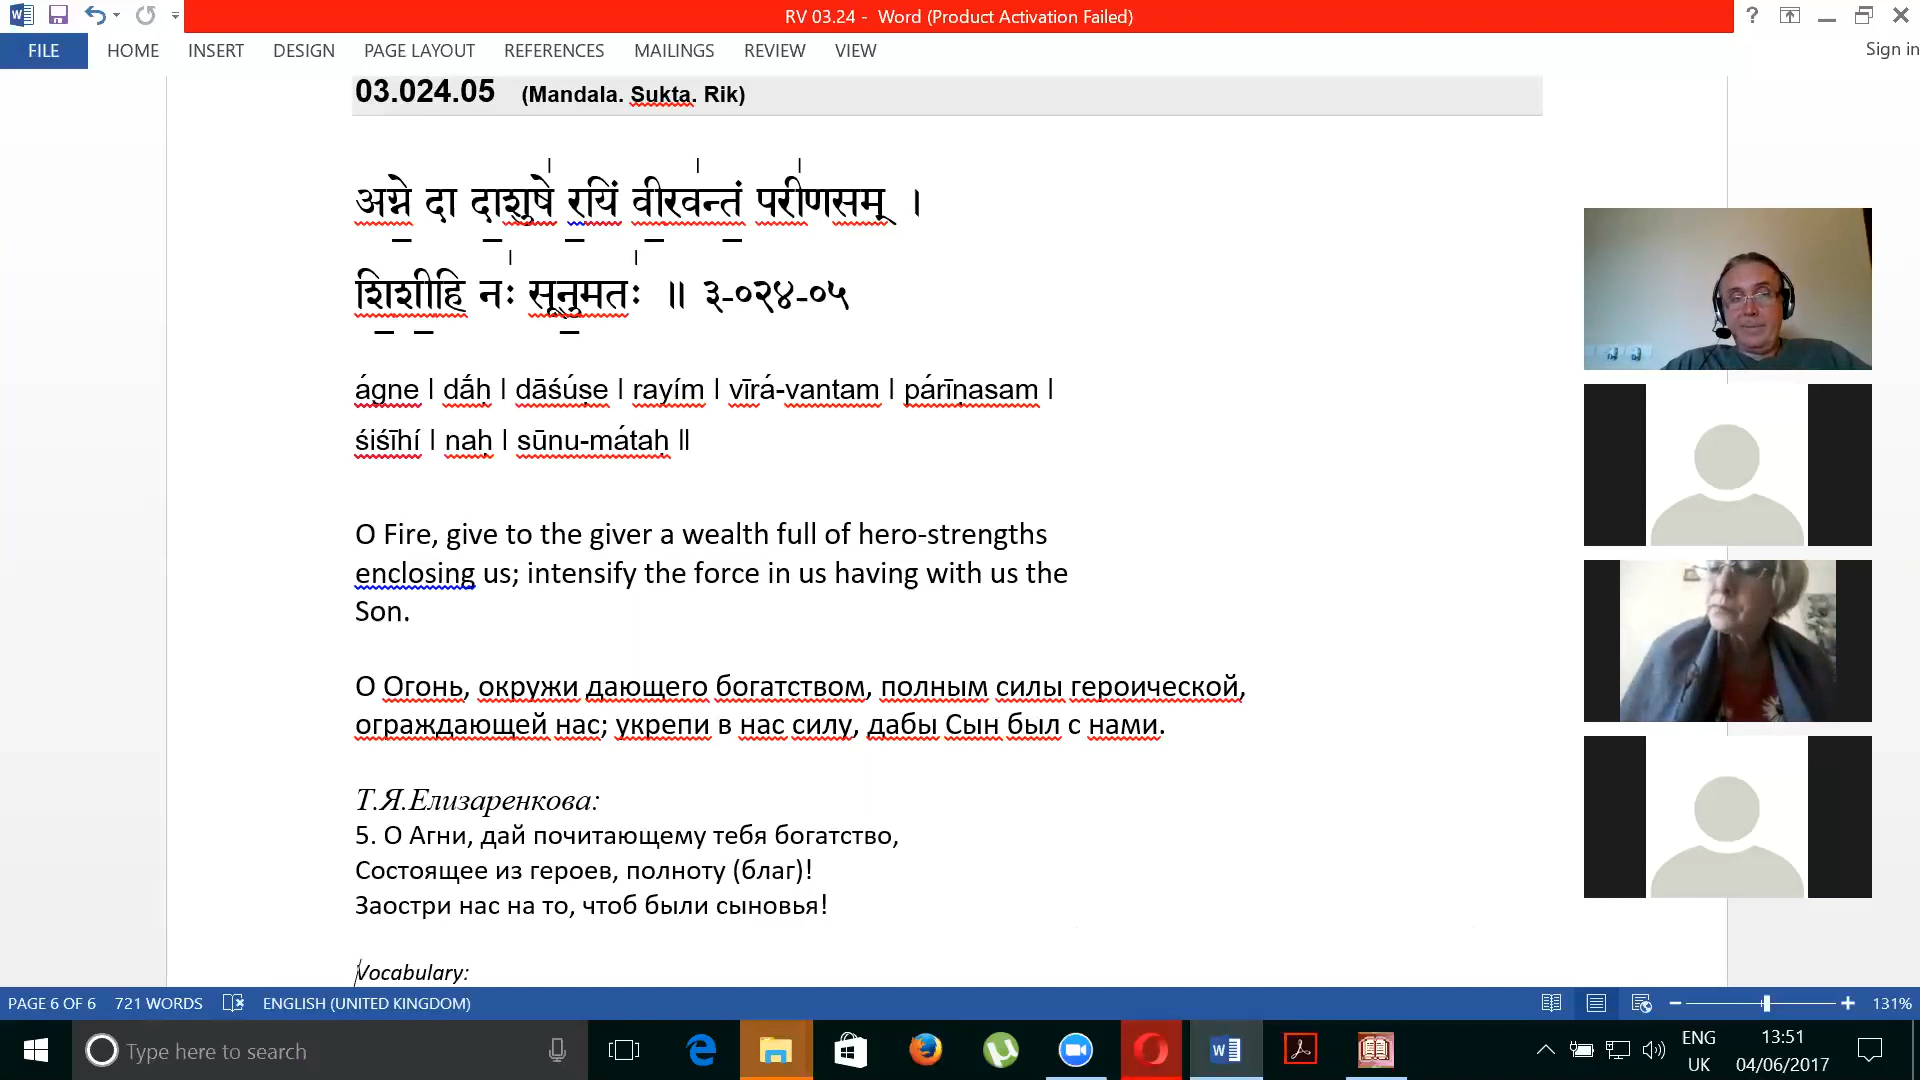 RV 03.24 - Word (Product Activation Failed)
FILE HOME INSERT DESIGN PAGE LAYOUT REFERENCES MAILINGS REVIEW VIEW Sign in
03.024.05 (Mandala. Sukta. Rik)
अग्ने॒ दा दा॒शुषे॑ र॒यिं वी॒रव॑न्तं॒ परी॑णसम् ।
शि॒शी॒हि नः॑ सूनु॒मतः॑ ॥ ३-०२४-०५
ágne | dā́ḥ | dāśúṣe | rayím | vīrá-vantam | párīṇasam |
śiśīhí | naḥ | sūnu-mátaḥ ||
O Fire, give to the giver a wealth full of hero-strengths
enclosing us; intensify the force in us having with us the
Son.
О Огонь, окружи дающего богатством, полным силы героической,
ограждающей нас; укрепи в нас силу, дабы Сын был с нами.
Т.Я.Елизаренкова:
5. О Агни, дай почитающему тебя богатство,
Состоящее из героев, полноту (благ)!
Заостри нас на то, чтоб были сыновья!
Vocabulary:
PAGE 6 OF 6 721 WORDS ENGLISH (UNITED KINGDOM) 131%
Type here to search
ENG 13:51
UK 04/06/2017